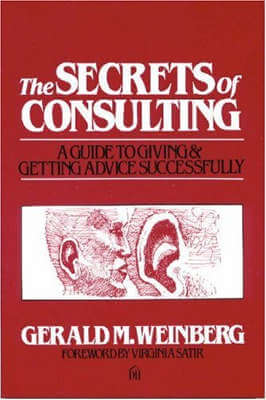 The SECRETS of
CONSULTING
A GUIDE TO GIVING &
GETTING ADVICE SUCCESSFULLY
GERALD M. WEINBERG
FOREWORD BY VIRGINIA SATIR